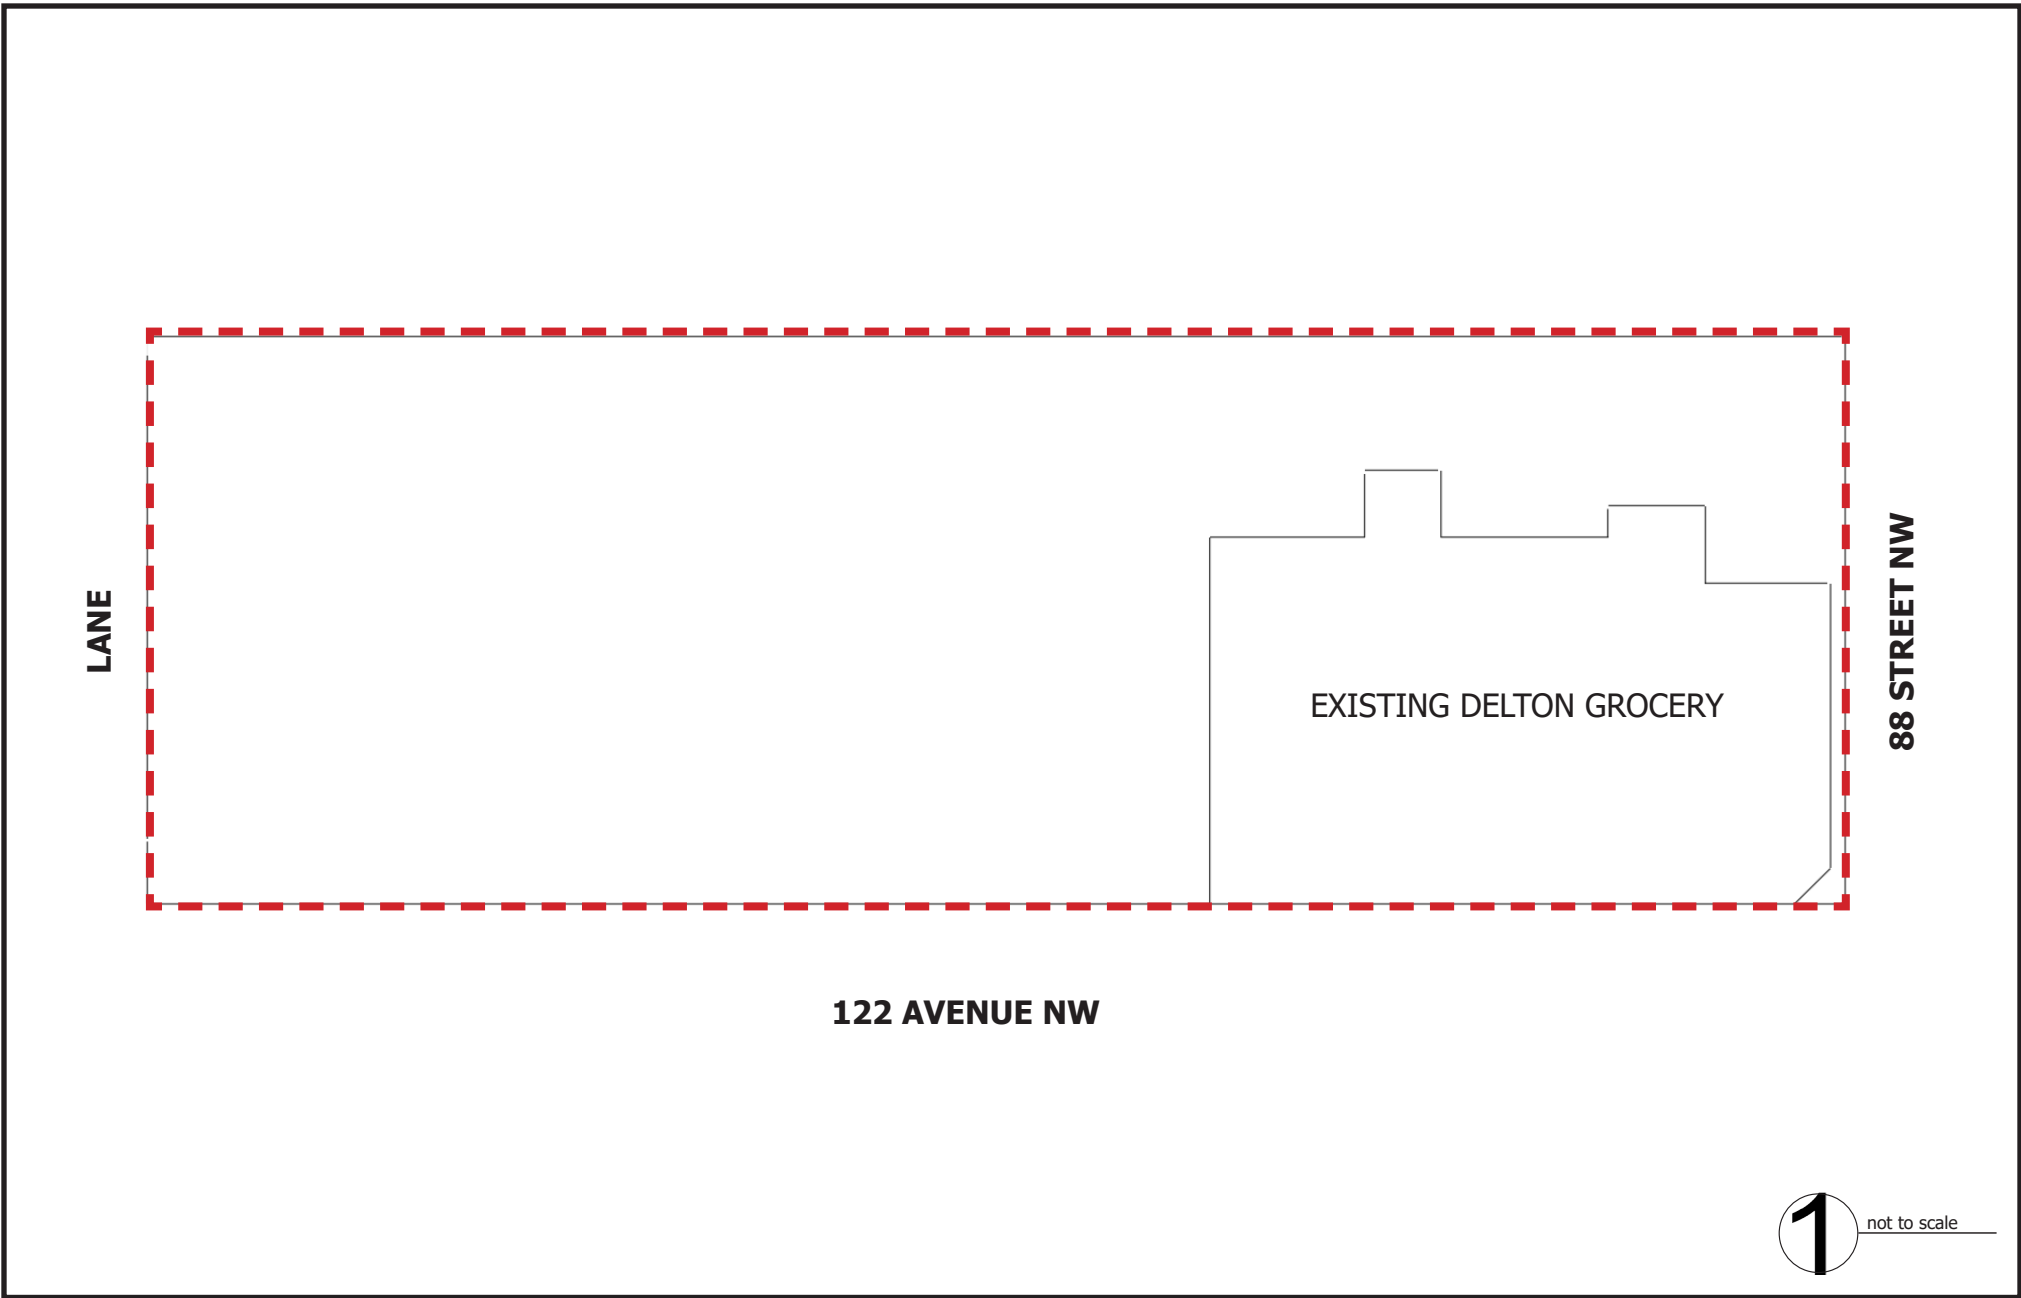 LANE
88 STREET NW
EXISTING DELTON GROCERY
122 AVENUE NW
1
not to scale